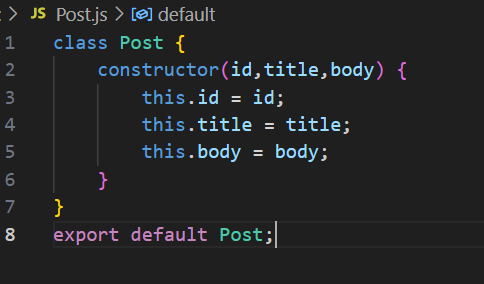 JS Post.js > default
1 class Post {
2     constructor(id,title,body) {
3         this.id = id;
4         this.title = title;
5         this.body = body;
6     }
7 }
8 export default Post;